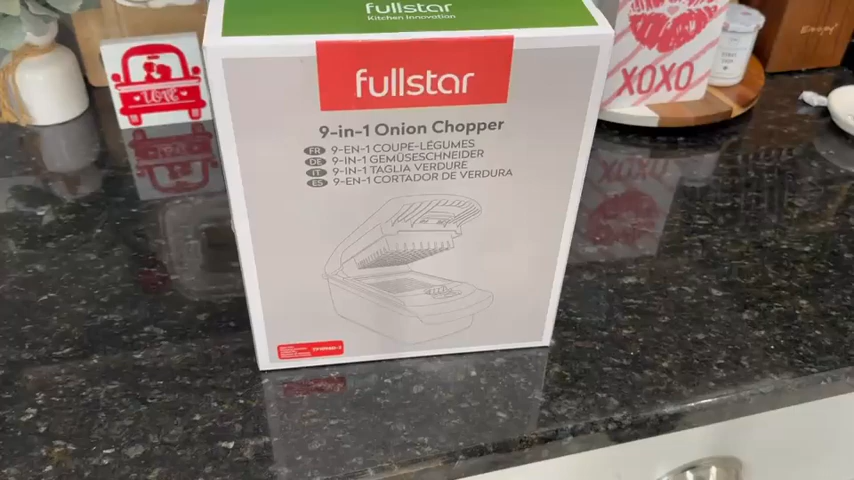 fullstar
Kitchen Innovation
fullstar
9-in-1 Onion Chopper
FR 9-EN-1 COUPE-LÉGUMES
DE 9-IN-1 GEMÜSESCHNEIDER
IT 9-IN-1 TAGLIA VERDURE
ES 9-EN-1 CORTADOR DE VERDURA
LOVE
XOXO
Enjoy